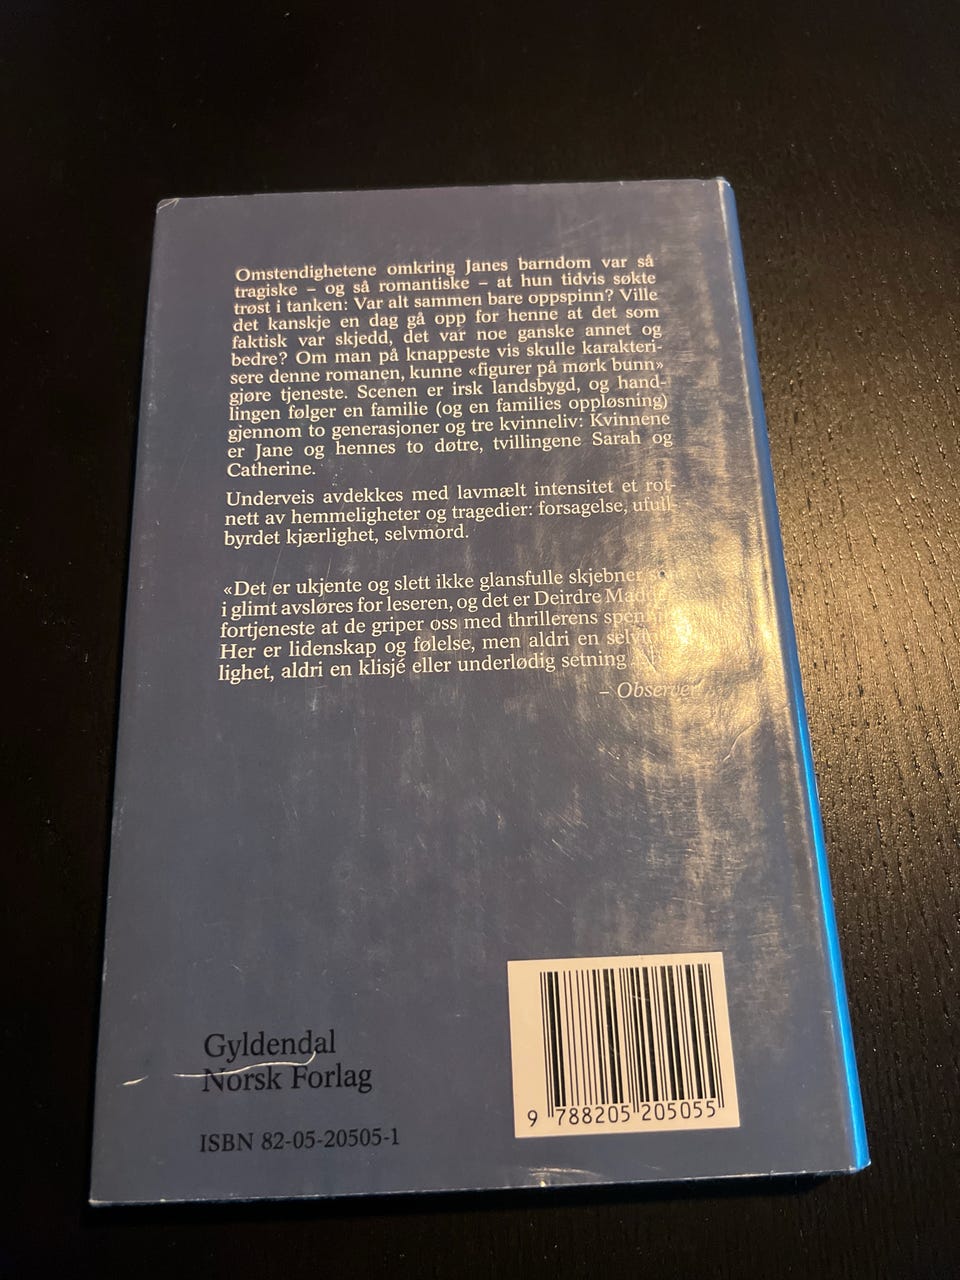 Omstendighetene omkring Janes barndom var så
tragiske – og så romantiske – at hun tidvis søkte
trøst i tanken: Var alt sammen bare oppspinn? Ville
det kanskje en dag gå opp for henne at det som
faktisk var skjedd, det var noe ganske annet og
bedre? Om man på knappeste vis skulle karakteri-
sere denne romanen, kunne «figurer på mørk bunn»
gjøre tjeneste. Scenen er irsk landsbygd, og hand-
lingen følger en familie (og en families oppløsning)
gjennom to generasjoner og tre kvinneliv: Kvinnene
er Jane og hennes to døtre, tvillingene Sarah og
Catherine.
Underveis avdekkes med lavmælt intensitet et rot-
nett av hemmeligheter og tragedier: forsagelse, ufull-
byrdet kjærlighet, selvmord.
«Det er ukjente og slett ikke glansfulle skjebner
i glimt avsløres for leseren, og det er Deirdre
fortjeneste at de griper oss med thrillerens
Her er lidenskap og følelse, men aldri en
lighet, aldri en klisjé eller underlødig setning
– Observer
Gyldendal
Norsk Forlag
ISBN 82-05-20505-1
9 788205 205055